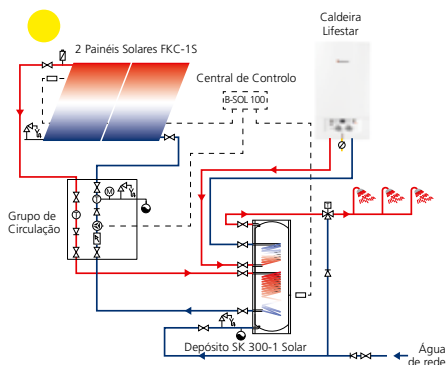 2 Painéis Solares FKC-1S
Caldeira
Lifestar
Central de Controlo
B-SOL 100
M
T
Grupo de
Circulação
Depósito SK 300-1 Solar
Água
de rede